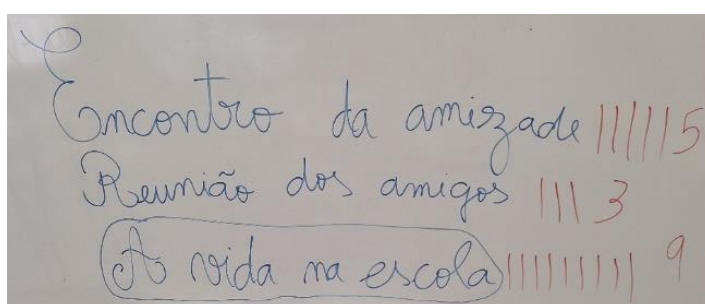 Encontro da amizade |||||| 5
Reunião dos amigos ||| 3
A vida na escola ||||||||| 9